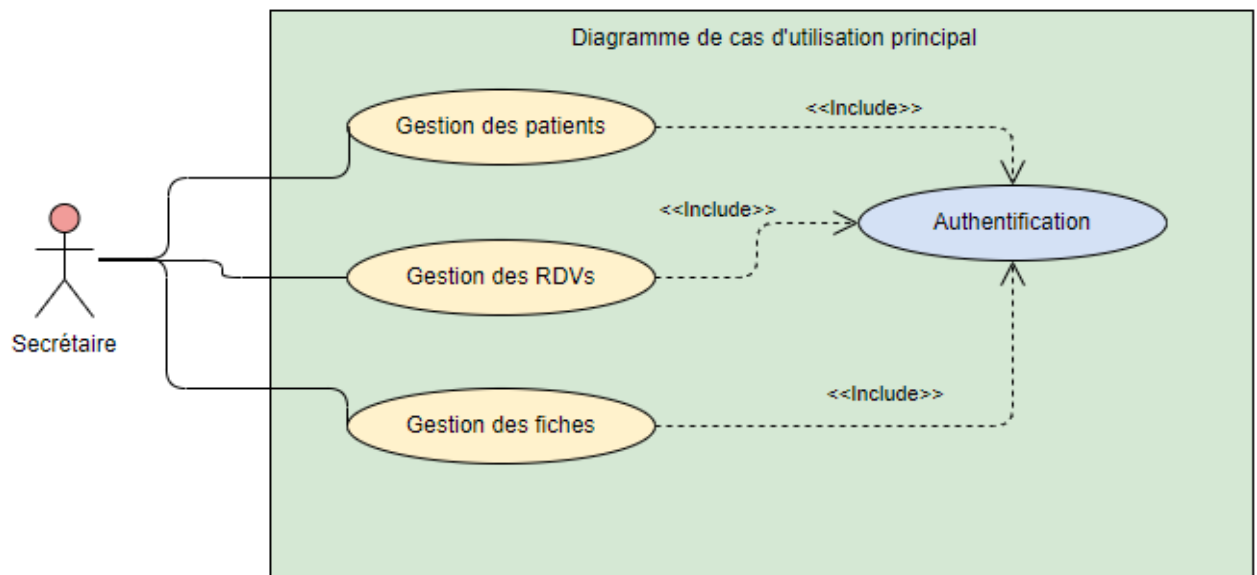 Diagramme de cas d'utilisation principal
<<Include>>
Gestion des patients
<<Include>>
Authentification
Gestion des RDVs
Secrétaire
<<Include>>
Gestion des fiches